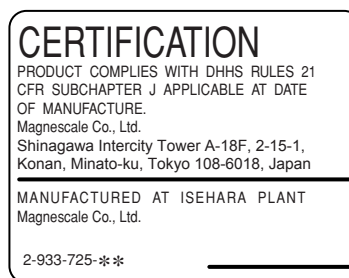 CERTIFICATION
PRODUCT COMPLIES WITH DHHS RULES 21
CFR SUBCHAPTER J APPLICABLE AT DATE
OF MANUFACTURE.
Magnescale Co., Ltd.
Shinagawa Intercity Tower A-18F, 2-15-1,
Konan, Minato-ku, Tokyo 108-6018, Japan
MANUFACTURED AT ISEHARA PLANT
Magnescale Co., Ltd.
2-933-725-**